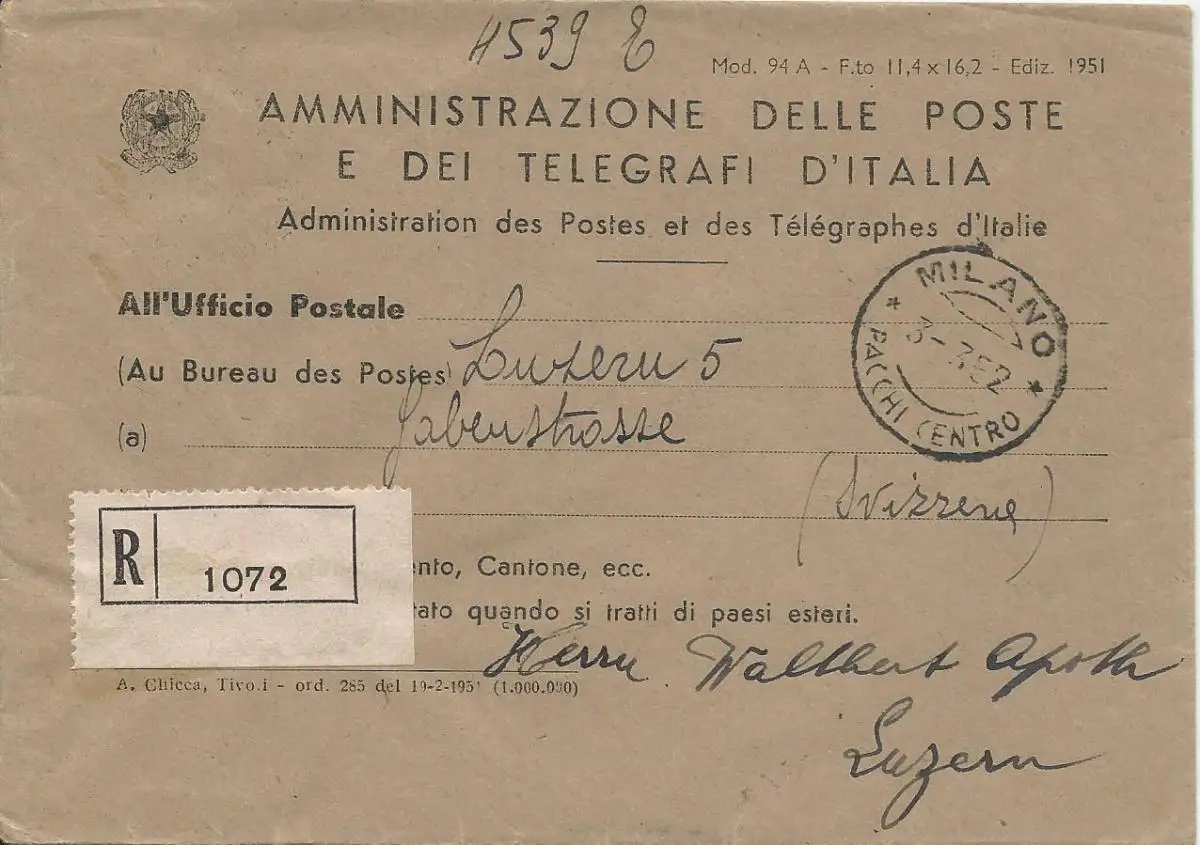 4539 E
Mod. 94 A - F.to 11,4 x 16,2 - Ediz. 1951
AMMINISTRAZIONE DELLE POSTE
E DEI TELEGRAFI D'ITALIA
Administration des Postes et des Télégraphes d'Italie
MILANO
PACCHI CENTRO
All'Ufficio Postale
(Au Bureau des Postes) Luzern 5
(a)
(Svizzera)
R 1072
nto, Cantone, ecc.
tato quando si tratti di paesi esteri.
Herrn
A. Chicca, Tivoli - ord. 285 del 19-2-1951 (1.000.000)
Luzern